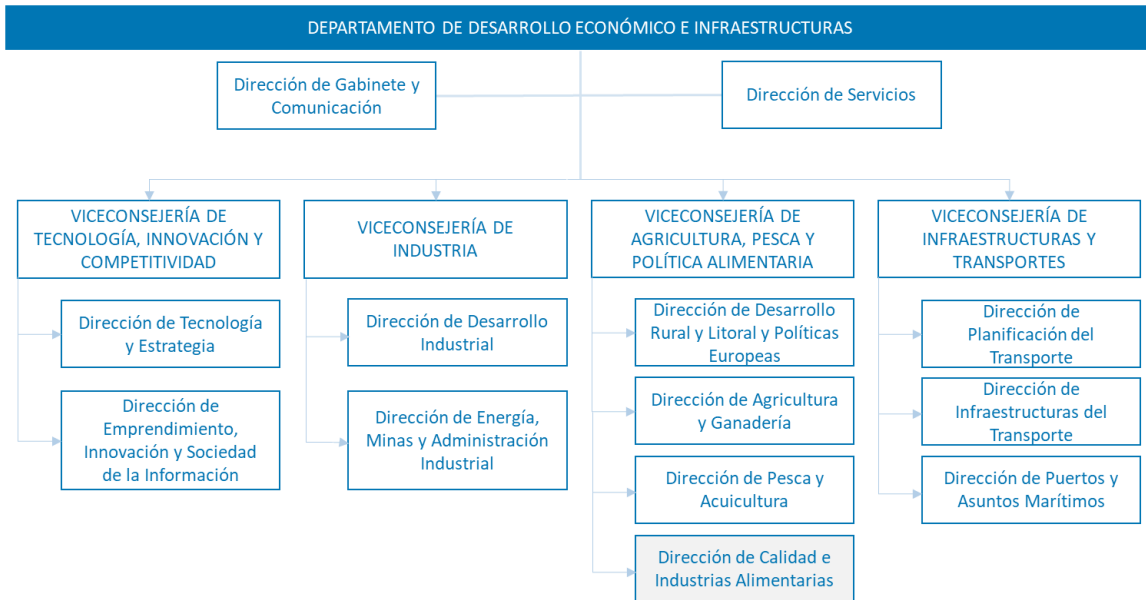 DEPARTAMENTO DE DESARROLLO ECONÓMICO E INFRAESTRUCTURAS
Dirección de Gabinete y
Comunicación
Dirección de Servicios
VICECONSEJERÍA DE
TECNOLOGÍA, INNOVACIÓN Y
COMPETITIVIDAD
Dirección de Tecnología
y Estrategia
Dirección de
Emprendimiento,
Innovación y Sociedad
de la Información
VICECONSEJERÍA DE
INDUSTRIA
Dirección de Desarrollo
Industrial
Dirección de Energía,
Minas y Administración
Industrial
VICECONSEJERÍA DE
AGRICULTURA, PESCA Y
POLÍTICA ALIMENTARIA
Dirección de Desarrollo
Rural y Litoral y Políticas
Europeas
Dirección de Agricultura
y Ganadería
Dirección de Pesca y
Acuicultura
Dirección de Calidad e
Industrias Alimentarias
VICECONSEJERÍA DE
INFRAESTRUCTURAS Y
TRANSPORTES
Dirección de
Planificación del
Transporte
Dirección de
Infraestructuras del
Transporte
Dirección de Puertos y
Asuntos Marítimos